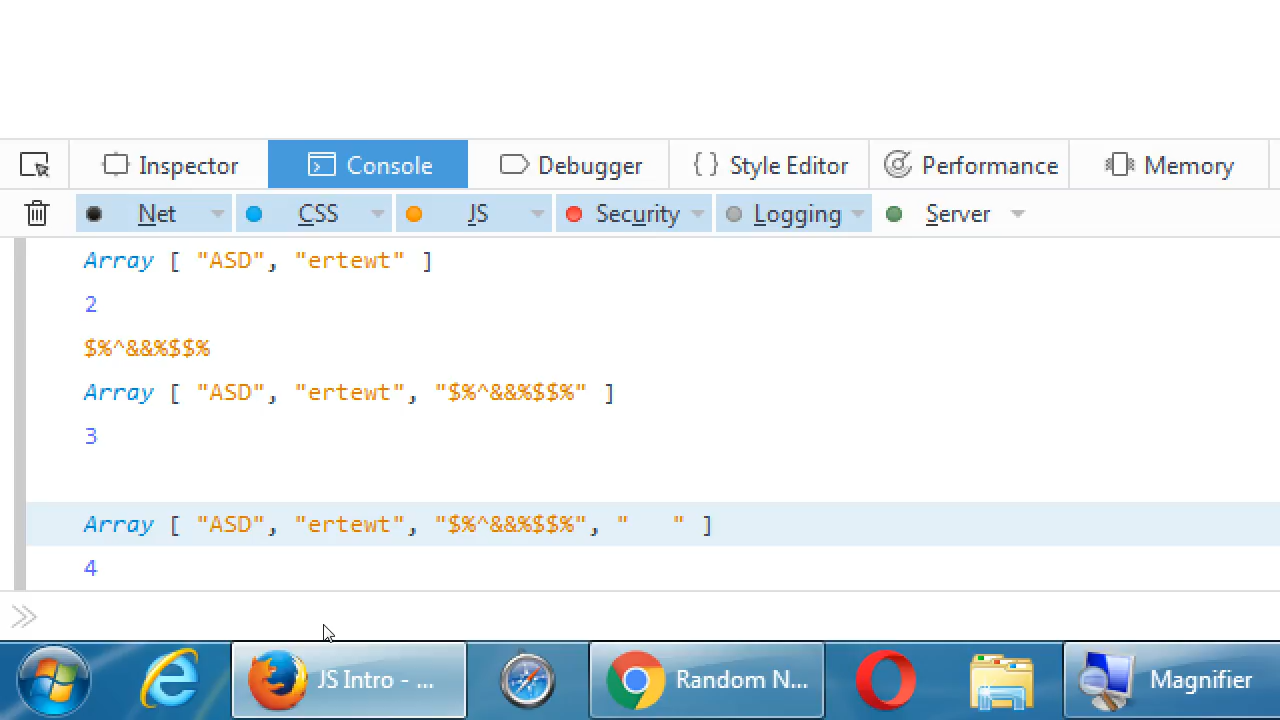 Inspector Console Debugger { } Style Editor Performance Memory
Net CSS JS Security Logging Server
Array [ "ASD", "ertewt" ]
2
$%^&&%$$%
Array [ "ASD", "ertewt", "$%^&&%$$%" ]
3
Array [ "ASD", "ertewt", "$%^&&%$$%", "   " ]
4
JS Intro - ... Random N... Magnifier